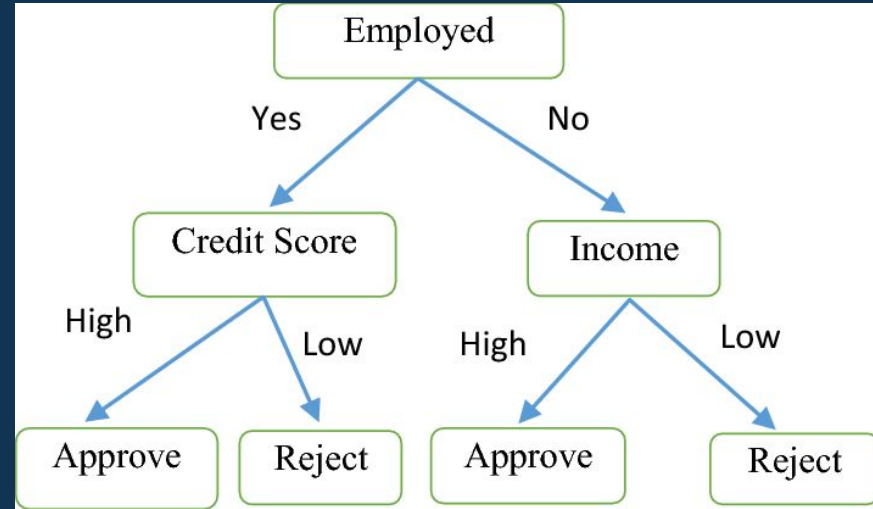 Employed
Yes
No
Credit Score
Income
High
Low
High
Low
Approve
Reject
Approve
Reject